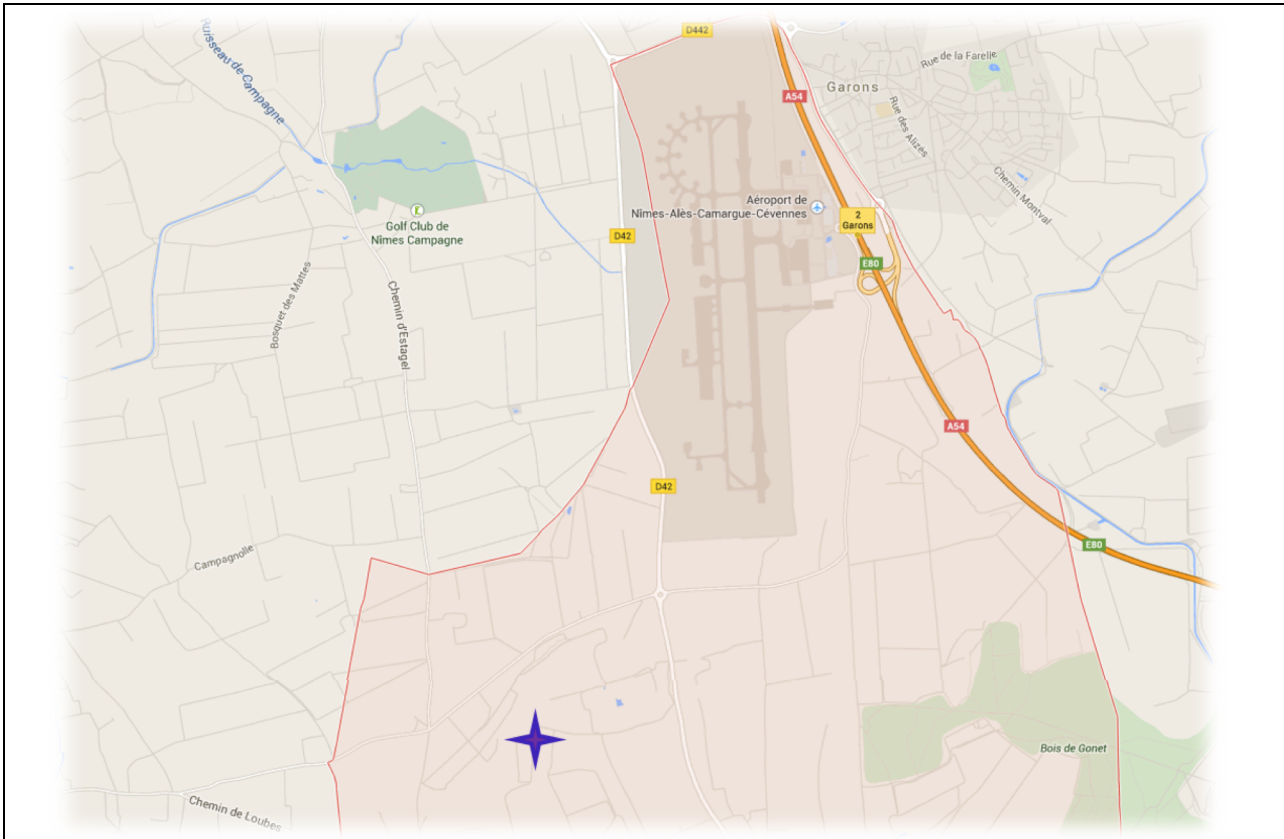 D442
Ruisseau de Campagne
Rue de la Farelle
Garons
A54
Rue des Alizés
Chemin Montval
Aéroport de
Nîmes-Alès-Camargue-Cévennes
2
Garons
Golf Club de
Nîmes Campagne
D42
E80
Bosquet des Mattes
Chemin d'Estagel
A54
D42
E80
Campagnolle
Bois de Gonet
Chemin de Loubes